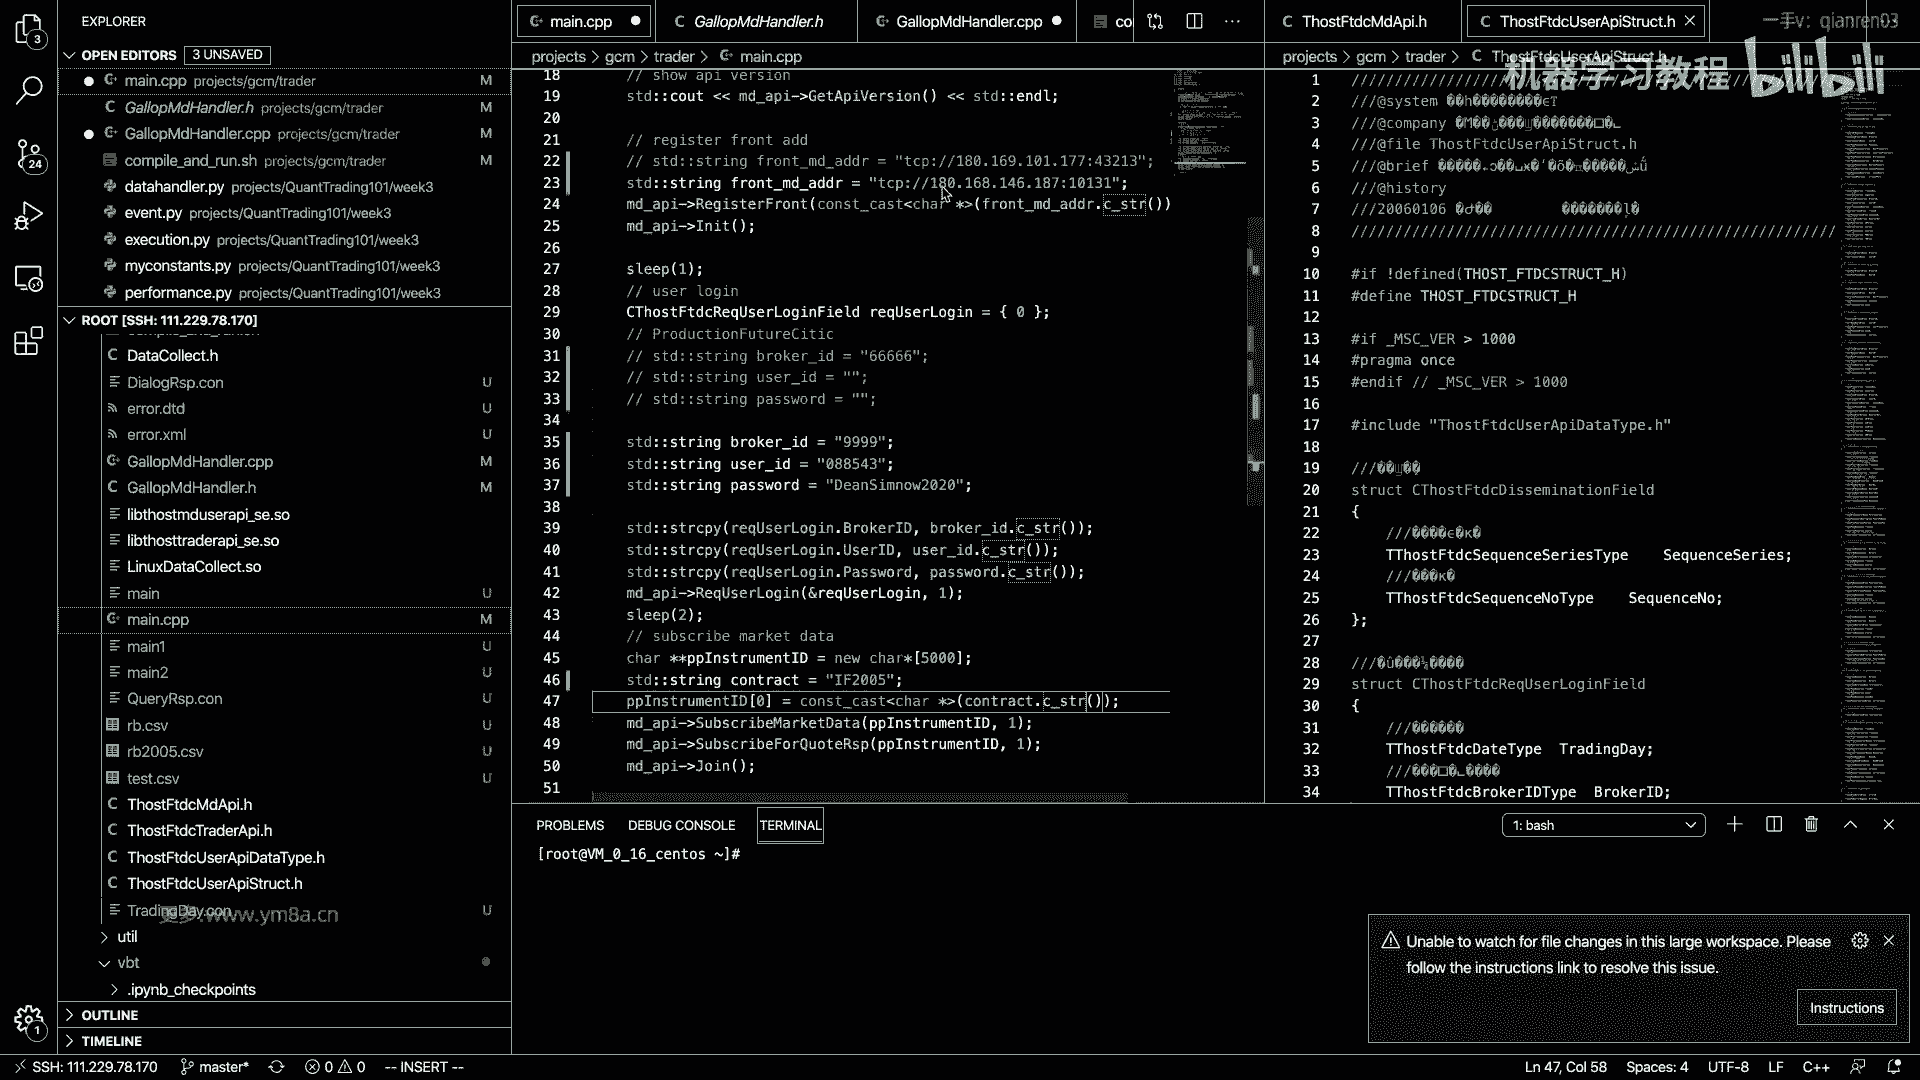 EXPLORER
OPEN EDITORS 3 UNSAVED
main.cpp projects/gcm/trader M
GallopMdHandler.h projects/gcm/trader M
GallopMdHandler.cpp projects/gcm/trader M
compile_and_run.sh projects/gcm/trader M
datahandler.py projects/QuantTrading101/week3
event.py projects/QuantTrading101/week3
execution.py projects/QuantTrading101/week3
myconstants.py projects/QuantTrading101/week3
performance.py projects/QuantTrading101/week3
ROOT [SSH: 111.229.78.170]
DataCollect.h
DialogRsp.con U
error.dtd U
error.xml U
GallopMdHandler.cpp M
GallopMdHandler.h M
libthostmduserapi_se.so
libthosttraderapi_se.so
LinuxDataCollect.so
main U
main.cpp M
main1 U
main2 U
QueryRsp.con U
rb.csv U
rb2005.csv U
test.csv U
ThostFtdcMdApi.h
ThostFtdcTraderApi.h
ThostFtdcUserApiDataType.h
ThostFtdcUserApiStruct.h
TradingDay.con U
www.ym8a.cn
util
vbt
.ipynb_checkpoints
OUTLINE
TIMELINE
3
24
1
main.cpp GallopMdHandler.h GallopMdHandler.cpp co
projects > gcm > trader > main.cpp
18 // show api version
19 std::cout << md_api->GetApiVersion() << std::endl;
20
21 // register front add
22 // std::string front_md_addr = "tcp://180.169.101.177:43213";
23 std::string front_md_addr = "tcp://180.168.146.187:10131";
24 md_api->RegisterFront(const_cast<char *>(front_md_addr.c_str())
25 md_api->Init();
26
27 sleep(1);
28 // user login
29 CThostFtdcReqUserLoginField reqUserLogin = { 0 };
30 // ProductionFutureCitic
31 // std::string broker_id = "66666";
32 // std::string user_id = "";
33 // std::string password = "";
34
35 std::string broker_id = "9999";
36 std::string user_id = "088543";
37 std::string password = "DeanSimnow2020";
38
39 std::strcpy(reqUserLogin.BrokerID, broker_id.c_str());
40 std::strcpy(reqUserLogin.UserID, user_id.c_str());
41 std::strcpy(reqUserLogin.Password, password.c_str());
42 md_api->ReqUserLogin(&reqUserLogin, 1);
43 sleep(2);
44 // subscribe market data
45 char **ppInstrumentID = new char*[5000];
46 std::string contract = "IF2005";
47 ppInstrumentID[0] = const_cast<char *>(contract.c_str());
48 md_api->SubscribeMarketData(ppInstrumentID, 1);
49 md_api->SubscribeForQuoteRsp(ppInstrumentID, 1);
50 md_api->Join();
51
ThostFtdcMdApi.h ThostFtdcUserApiStruct.h
一手v: qianren03
projects > gcm > trader > ThostFtdcUserApiStruct.h
机器学习教程 bilibili
1
2 ///@system
3 ///@company
4 ///@file ThostFtdcUserApiStruct.h
5 ///@brief
6 ///@history
7 ///20060106
8
9
10 #if !defined(THOST_FTDCSTRUCT_H)
11 #define THOST_FTDCSTRUCT_H
12
13 #if _MSC_VER > 1000
14 #pragma once
15 #endif // _MSC_VER > 1000
16
17 #include "ThostFtdcUserApiDataType.h"
18
19 ///
20 struct CThostFtdcDisseminationField
21 {
22 ///
23 TThostFtdcSequenceSeriesType SequenceSeries;
24 ///
25 TThostFtdcSequenceNoType SequenceNo;
26 };
27
28 ///
29 struct CThostFtdcReqUserLoginField
30 {
31 ///
32 TThostFtdcDateType TradingDay;
33 ///
34 TThostFtdcBrokerIDType BrokerID;
PROBLEMS DEBUG CONSOLE TERMINAL
1: bash
[root@VM_0_16_centos ~]#
Unable to watch for file changes in this large workspace. Please
follow the instructions link to resolve this issue.
Instructions
SSH: 111.229.78.170 master* 0 0 -- INSERT --
Ln 47, Col 58 Spaces: 4 UTF-8 LF C++